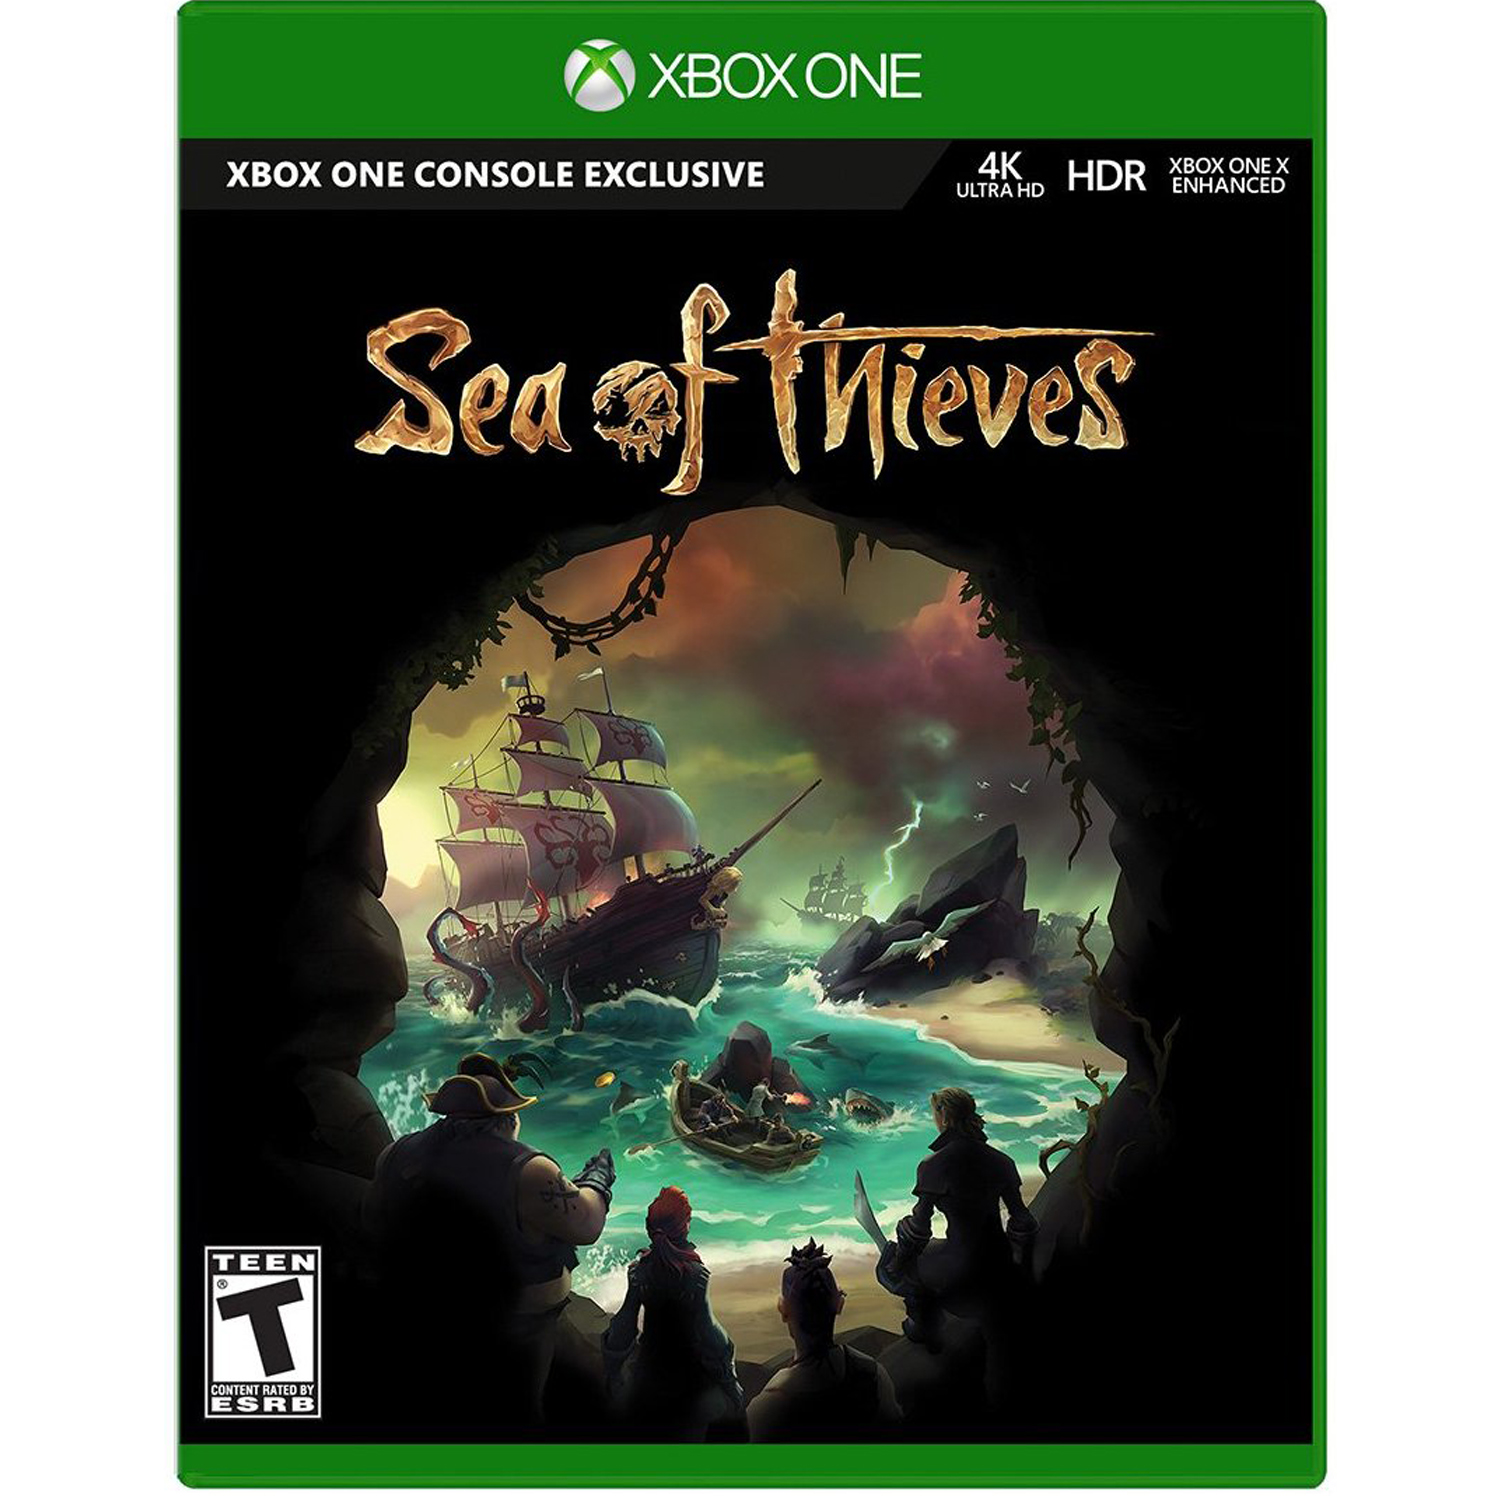 XBOX ONE
XBOX ONE CONSOLE EXCLUSIVE
4K
ULTRA HD
HDR
XBOX ONE X
ENHANCED
Sea of Thieves
TEEN
®
T
CONTENT RATED BY
ESRB